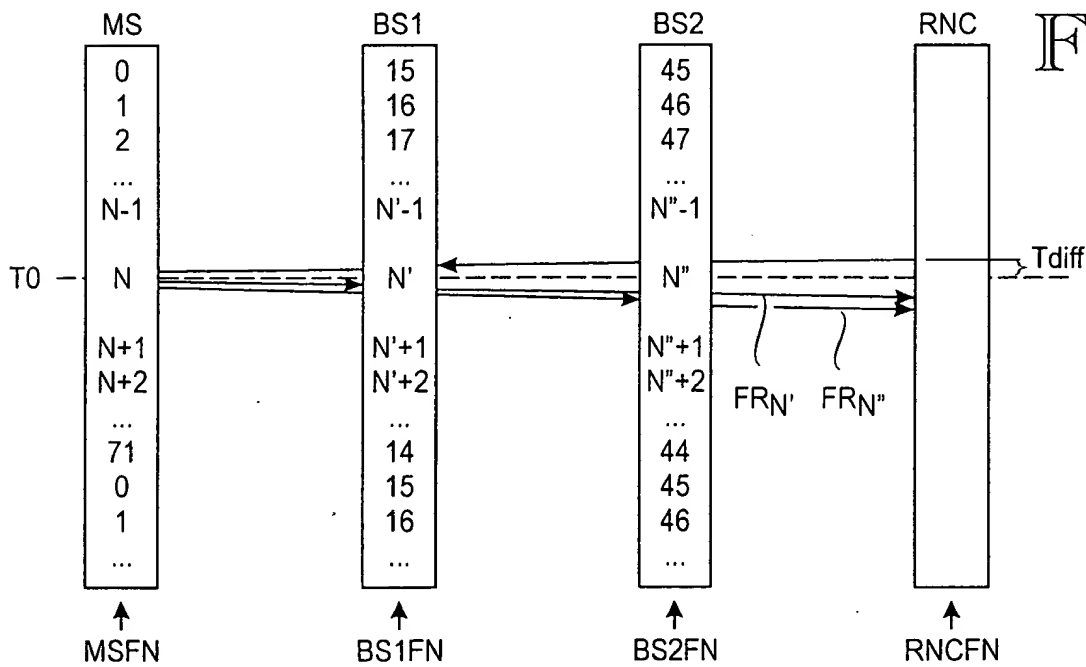 MS BS1 BS2 RNC F
0 15 45
1 16 46
2 17 47
... ... ...
N-1 N'-1 N"-1
T0 N N' N" Tdiff
N+1 N'+1 N"+1
N+2 N'+2 N"+2
FRN' FRN"
... ... ...
71 14 44
0 15 45
1 16 46
... ... ...
MSFN BS1FN BS2FN RNCFN